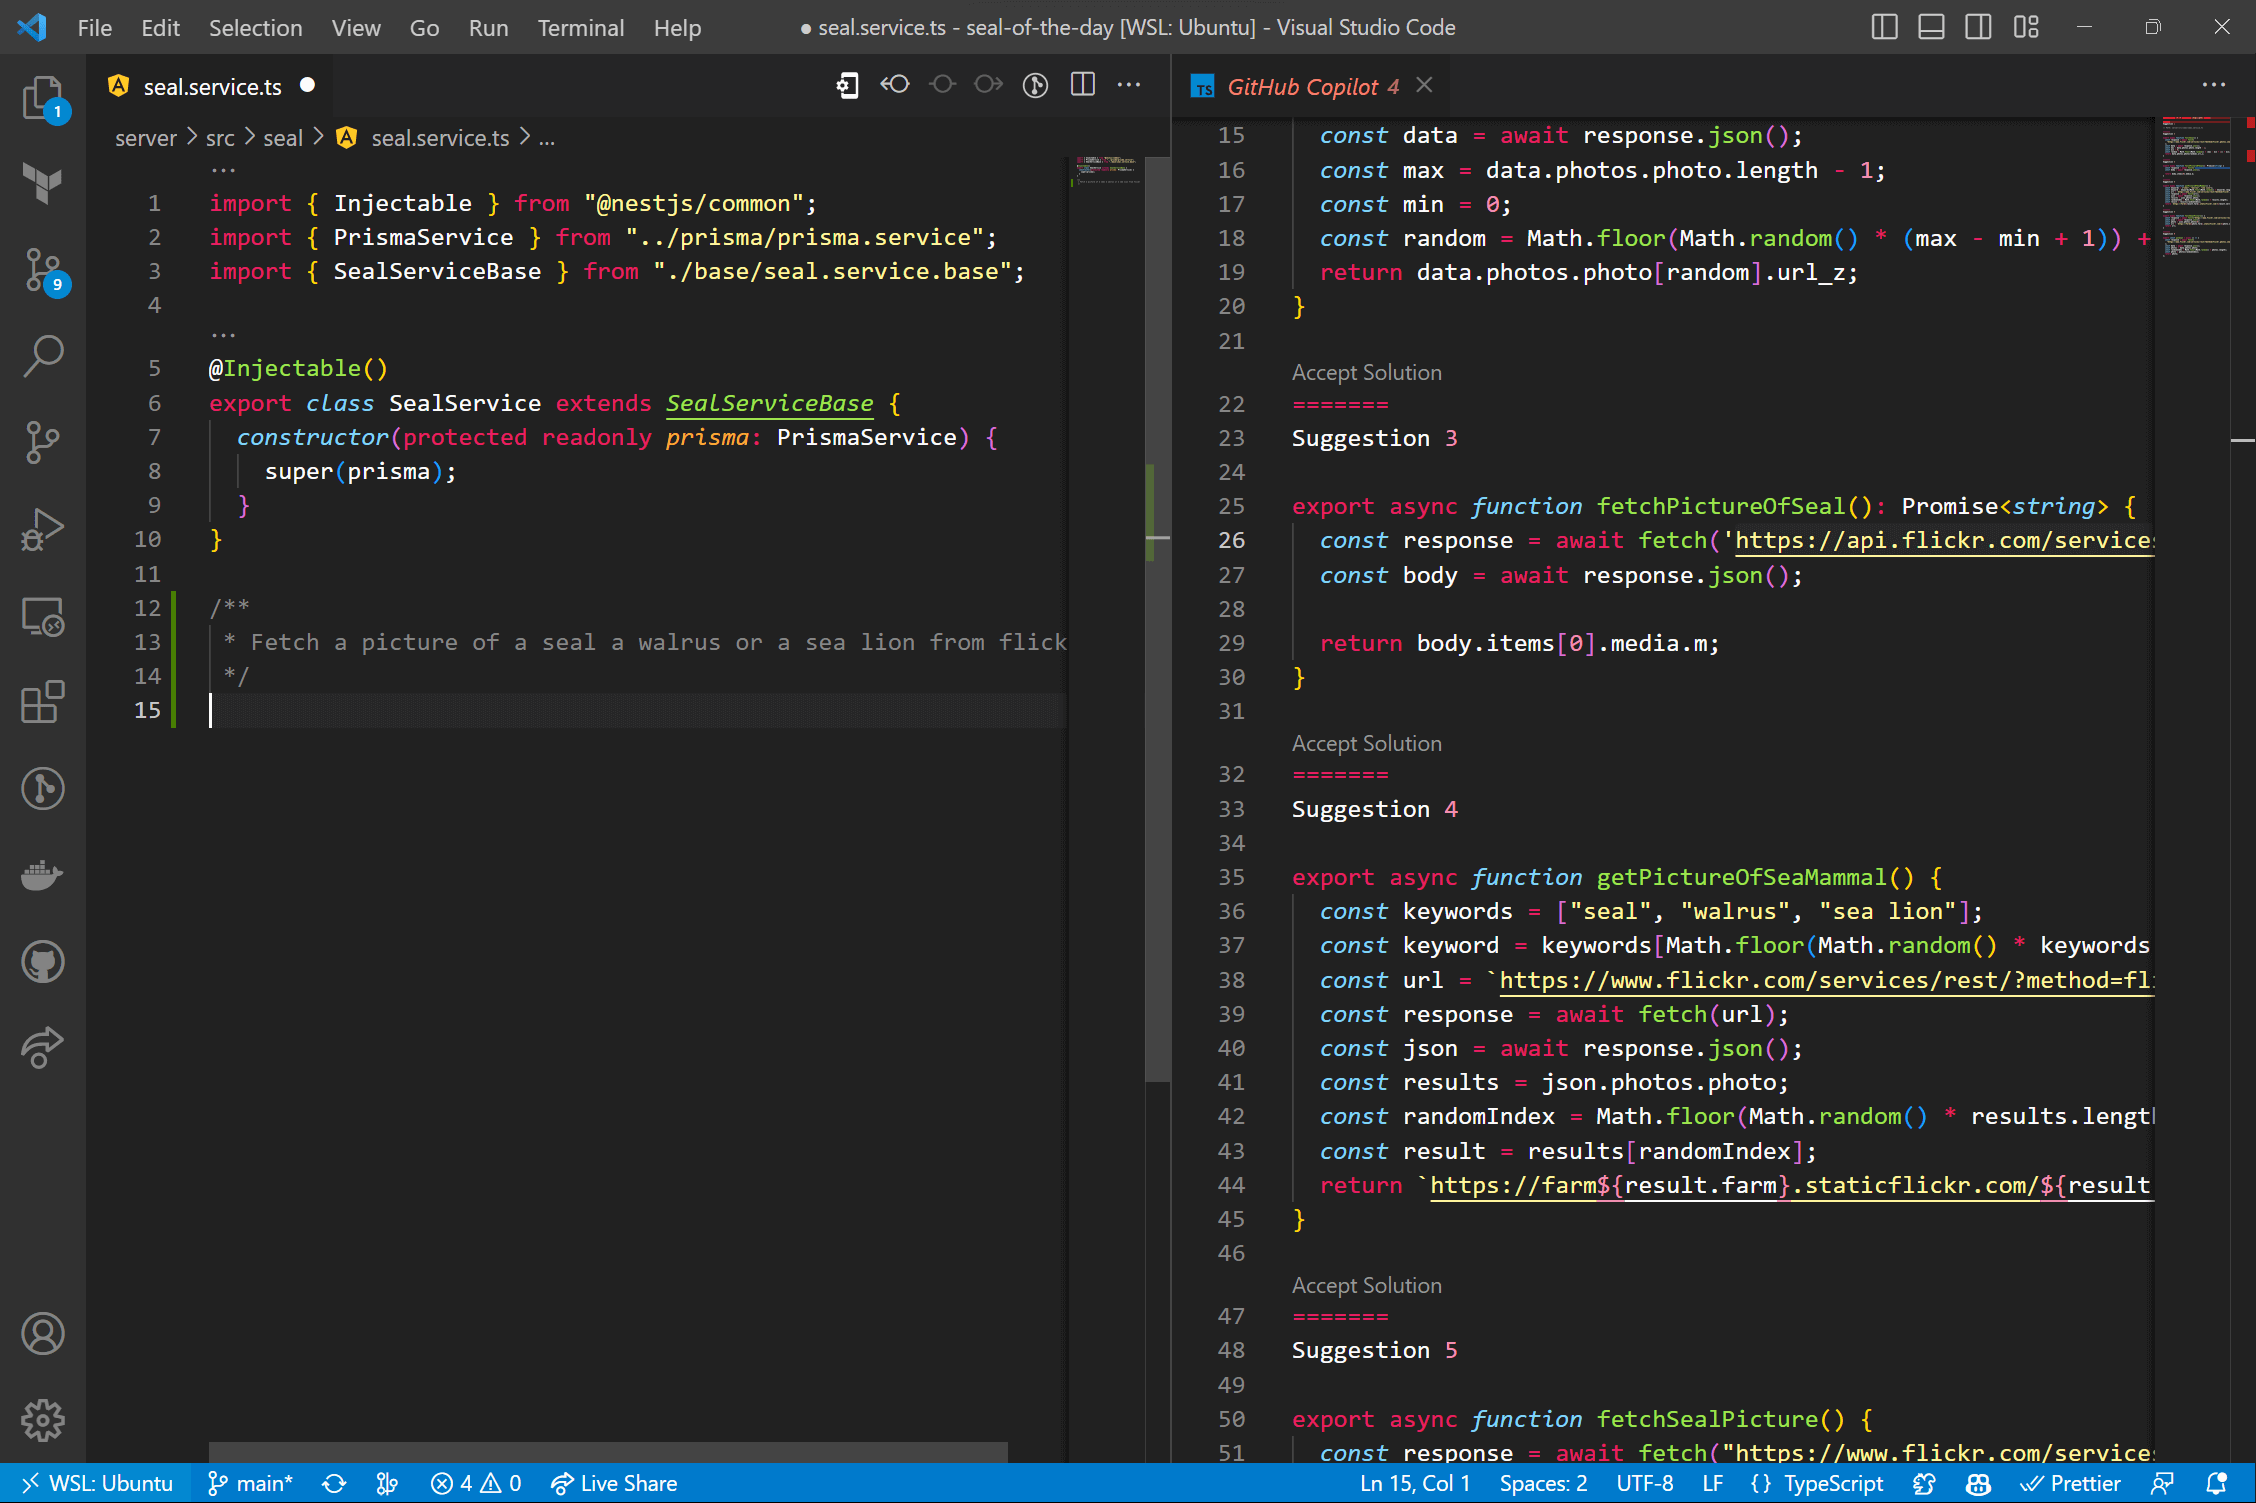 File Edit Selection View Go Run Terminal Help
● seal.service.ts - seal-of-the-day [WSL: Ubuntu] - Visual Studio Code
1
9
seal.service.ts ●
server > src > seal > seal.service.ts > ...
...
1 import { Injectable } from "@nestjs/common";
2 import { PrismaService } from "../prisma/prisma.service";
3 import { SealServiceBase } from "./base/seal.service.base";
4
...
5 @Injectable()
6 export class SealService extends SealServiceBase {
7 constructor(protected readonly prisma: PrismaService) {
8 super(prisma);
9 }
10 }
11
12 /**
13 * Fetch a picture of a seal a walrus or a sea lion from flick
14 */
15
TS GitHub Copilot 4
15 const data = await response.json();
16 const max = data.photos.photo.length - 1;
17 const min = 0;
18 const random = Math.floor(Math.random() * (max - min + 1)) +
19 return data.photos.photo[random].url_z;
20 }
21
Accept Solution
22 =======
23 Suggestion 3
24
25 export async function fetchPictureOfSeal(): Promise<string> {
26 const response = await fetch('https://api.flickr.com/services
27 const body = await response.json();
28
29 return body.items[0].media.m;
30 }
31
Accept Solution
32 =======
33 Suggestion 4
34
35 export async function getPictureOfSeaMammal() {
36 const keywords = ["seal", "walrus", "sea lion"];
37 const keyword = keywords[Math.floor(Math.random() * keywords
38 const url = `https://www.flickr.com/services/rest/?method=fli
39 const response = await fetch(url);
40 const json = await response.json();
41 const results = json.photos.photo;
42 const randomIndex = Math.floor(Math.random() * results.length
43 const result = results[randomIndex];
44 return `https://farm${result.farm}.staticflickr.com/${result
45 }
46
Accept Solution
47 =======
48 Suggestion 5
49
50 export async function fetchSealPicture() {
51 const response = await fetch("https://www.flickr.com/services
WSL: Ubuntu main* 4 0 Live Share
Ln 15, Col 1 Spaces: 2 UTF-8 LF {} TypeScript Prettier